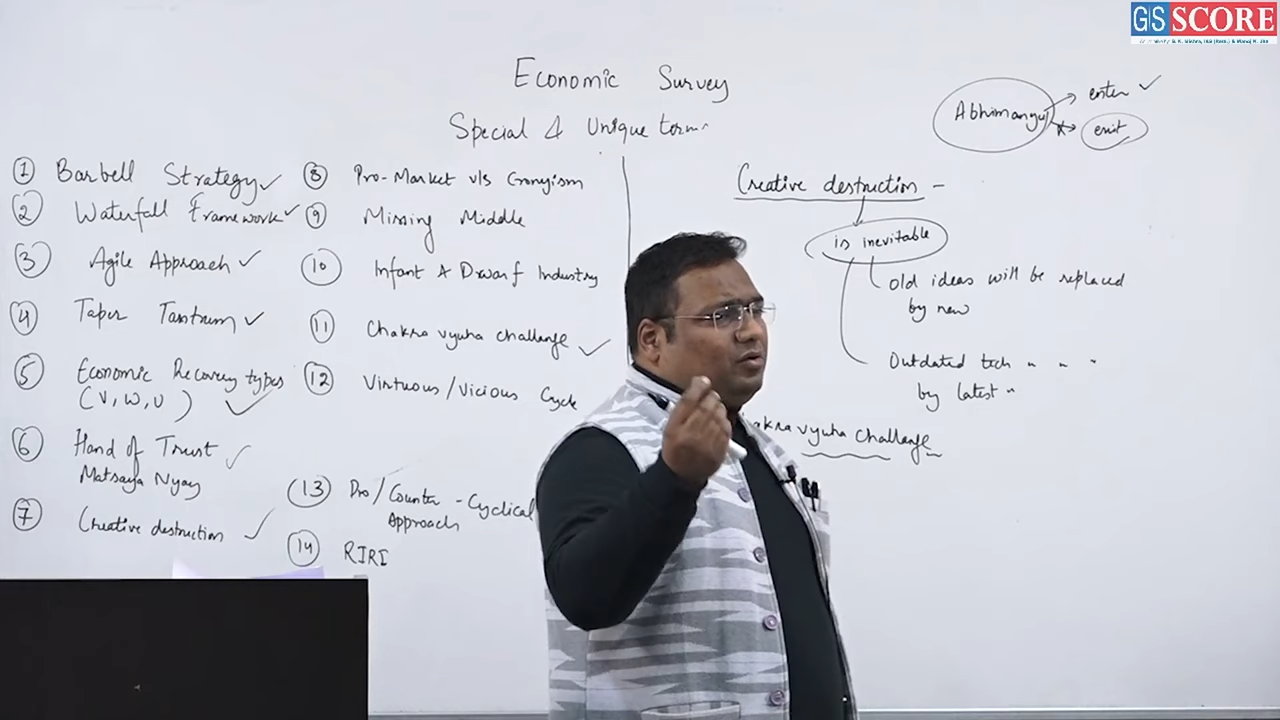 GS SCORE
Economic Survey
Special & Unique terms
① Barbell Strategy ✓
② Waterfall Framework ✓
③ Agile Approach ✓
④ Taper Tantrum ✓
⑤ Economic Recovery types
(V, W, U) ✓
⑥ Hand of Trust ✓
Matsaya Nyay
⑦ Creative destruction ✓
⑧ Pro-Market v/s Cronyism
⑨ Missing Middle
⑩ Infant & Dwarf Industry
⑪ Chakra vyuha challenge ✓
⑫ Virtuous/Vicious Cycle
⑬ Pro/Counter-Cyclical
Approach
⑭ RIRI
Abhimanyu → enter ✓
→ exit
Creative destruction -
is inevitable
Old ideas will be replaced
by new
Outdated tech " " "
by latest "
akra vyuha challenge